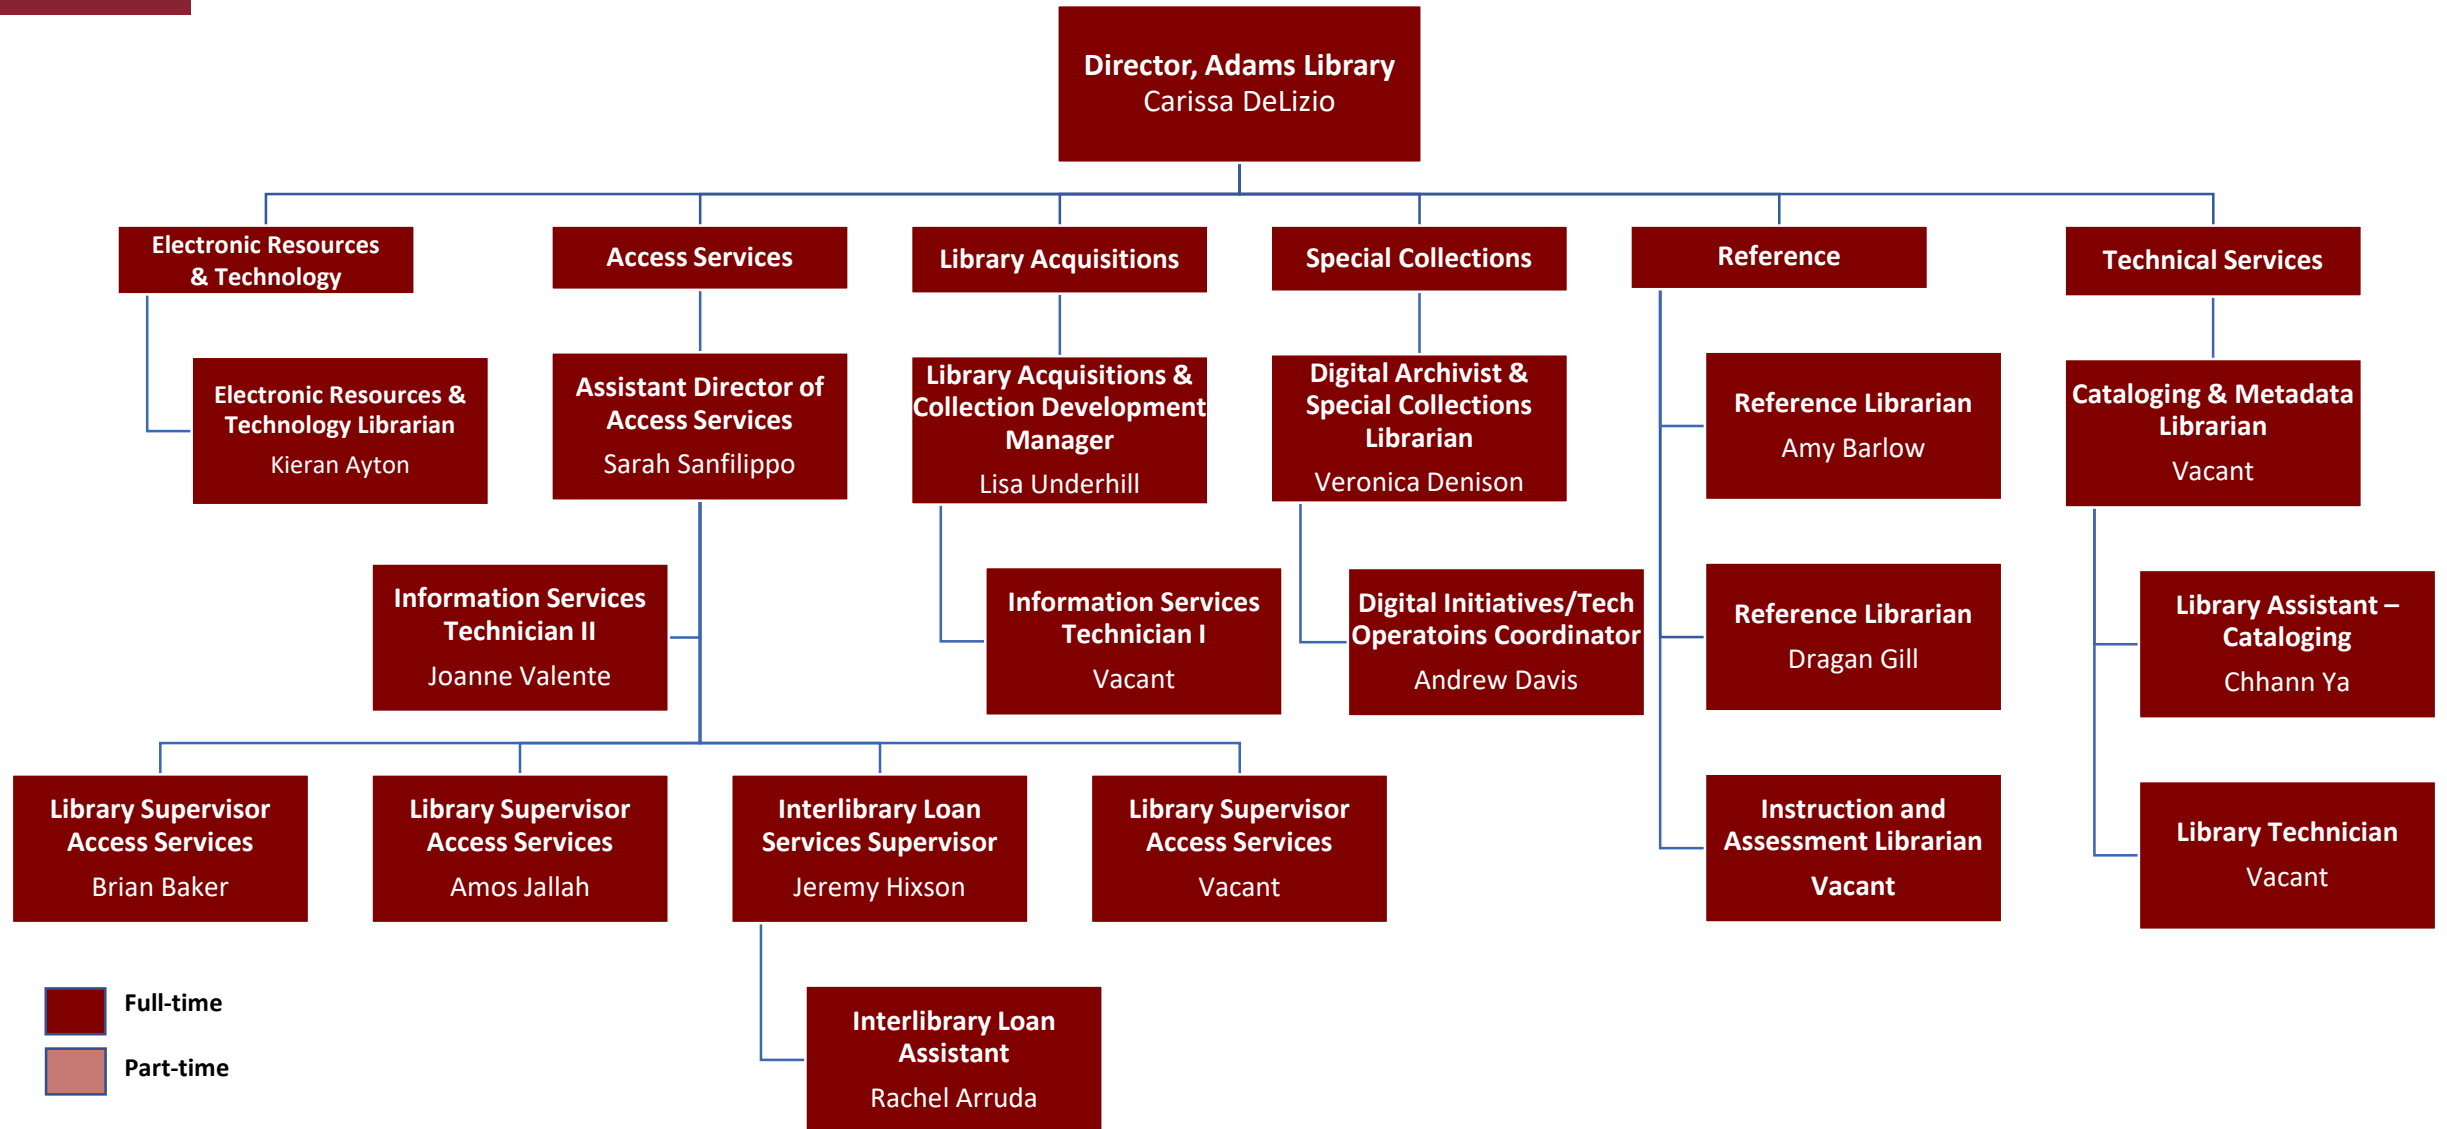 Director, Adams Library
Carissa DeLizio
Electronic Resources
& Technology
Access Services
Library Acquisitions
Special Collections
Reference
Technical Services
Electronic Resources &
Technology Librarian
Kieran Ayton
Assistant Director of
Access Services
Sarah Sanfilippo
Library Acquisitions &
Collection Development
Manager
Lisa Underhill
Digital Archivist &
Special Collections
Librarian
Veronica Denison
Reference Librarian
Amy Barlow
Cataloging & Metadata
Librarian
Vacant
Information Services
Technician II
Joanne Valente
Information Services
Technician I
Vacant
Digital Initiatives/Tech
Operatoins Coordinator
Andrew Davis
Reference Librarian
Dragan Gill
Library Assistant –
Cataloging
Chhann Ya
Library Supervisor
Access Services
Brian Baker
Library Supervisor
Access Services
Amos Jallah
Interlibrary Loan
Services Supervisor
Jeremy Hixson
Library Supervisor
Access Services
Vacant
Instruction and
Assessment Librarian
Vacant
Library Technician
Vacant
Interlibrary Loan
Assistant
Rachel Arruda
Full-time
Part-time